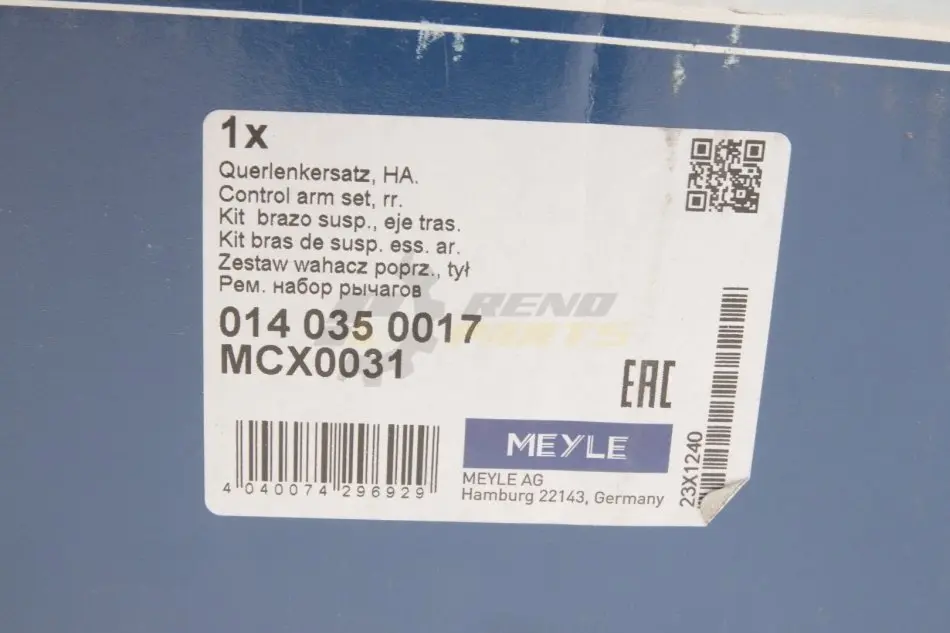 1x
Querlenkersatz, HA.
Control arm set, rr.
Kit brazo susp., eje tras.
Kit bras de susp. ess. ar.
Zestaw wahacz poprz., tył
Рем. набор рычагов
RENO
PARTS
014 035 0017
MCX0031
EAC
4 040074 296929
MEYLE
MEYLE AG
Hamburg 22143, Germany
23X1240